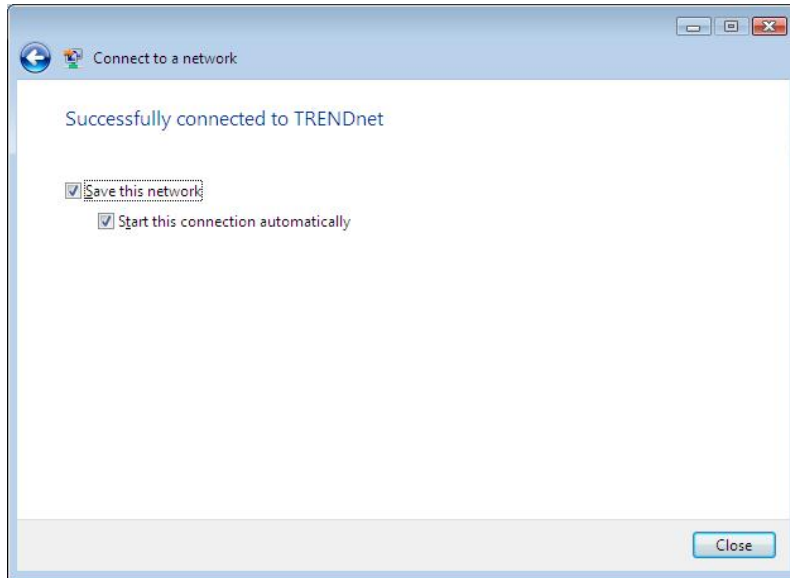 Connect to a network
Successfully connected to TRENDnet
Save this network
Start this connection automatically
Close